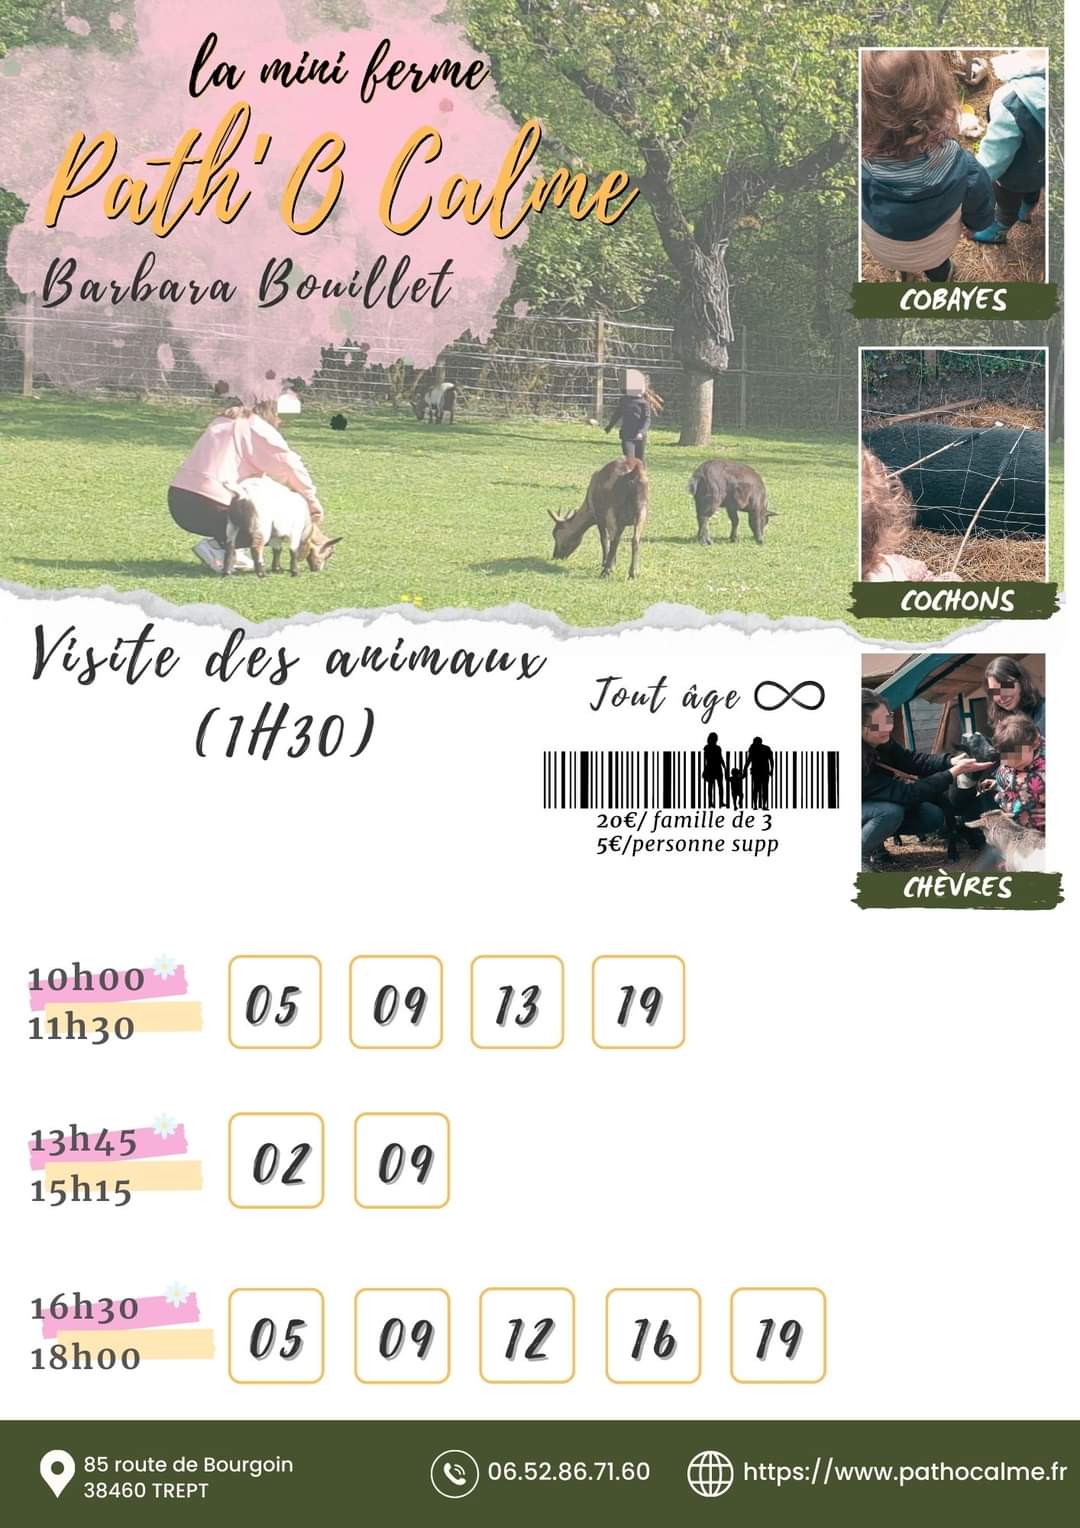 la mini ferme
Path'O Calme
Barbara Bouillet
COBAYES
COCHONS
Visite des animaux
(1H30)
Tout âge
20€/ famille de 3
5€/personne supp
CHÈVRES
10h00
11h30
05 09 13 19
13h45
15h15
02 09
16h30
18h00
05 09 12 16 19
85 route de Bourgoin
38460 TREPT
06.52.86.71.60
https://www.pathocalme.fr